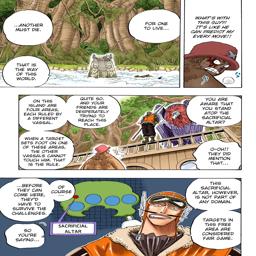 WHAT'S WITH
THIS GUY?!
IT'S LIKE HE
CAN PREDICT MY
EVERY MOVE!!
FOR ONE
TO LIVE...
...ANOTHER
MUST DIE.
THAT IS
THE WAY
OF THIS
WORLD.
YOU ARE
AWARE THAT
YOU STAND
ATOP THE
SACRIFICIAL
ALTAR?
O-OH!!
THEY DID
MENTION
THAT...
QUITE SO,
AND YOUR
FRIENDS ARE
DESPERATELY
TRYING TO
REACH THIS
PLACE.
ON THIS
ISLAND ARE
FOUR AREAS,
EACH RULED
BY A
DIFFERENT
VASSAL.
WHEN A TARGET
SETS FOOT ON ONE
OF THESE AREAS,
THE OTHER
VASSALS CANNOT
TOUCH HIM. THAT
IS THE RULE.
THIS
SACRIFICIAL
ALTAR,
HOWEVER, IS
NOT PART OF
ANY DOMAIN.
TARGETS IN
THIS FREE
AREA ARE
CONSIDERED
FAIR GAME.
OF
COURSE
SACRIFICIAL
ALTAR
...BEFORE
THEY CAN
COME HERE,
THEY'D
HAVE TO
SURVIVE THE
CHALLENGES.
SO
YOU'RE
SAYING...